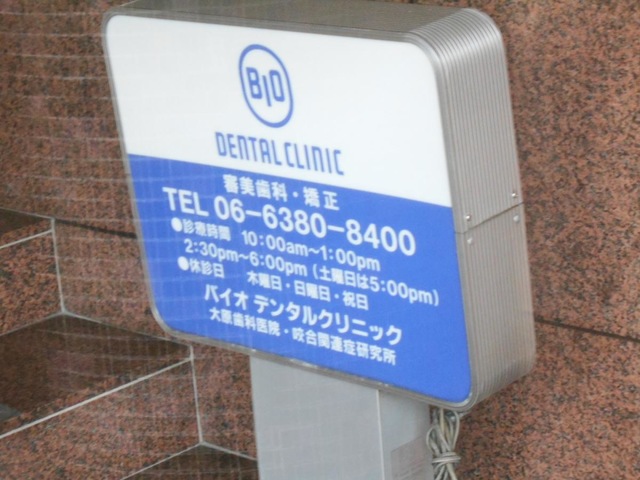 BIO
DENTAL CLINIC
審美歯科・矯正
TEL 06-6380-8400
●診療時間 10:00am~1:00pm
2:30pm~6:00pm (土曜日は5:00pm)
●休診日 木曜日・日曜日・祝日
バイオ デンタルクリニック
大原歯科医院・咬合関連症研究所